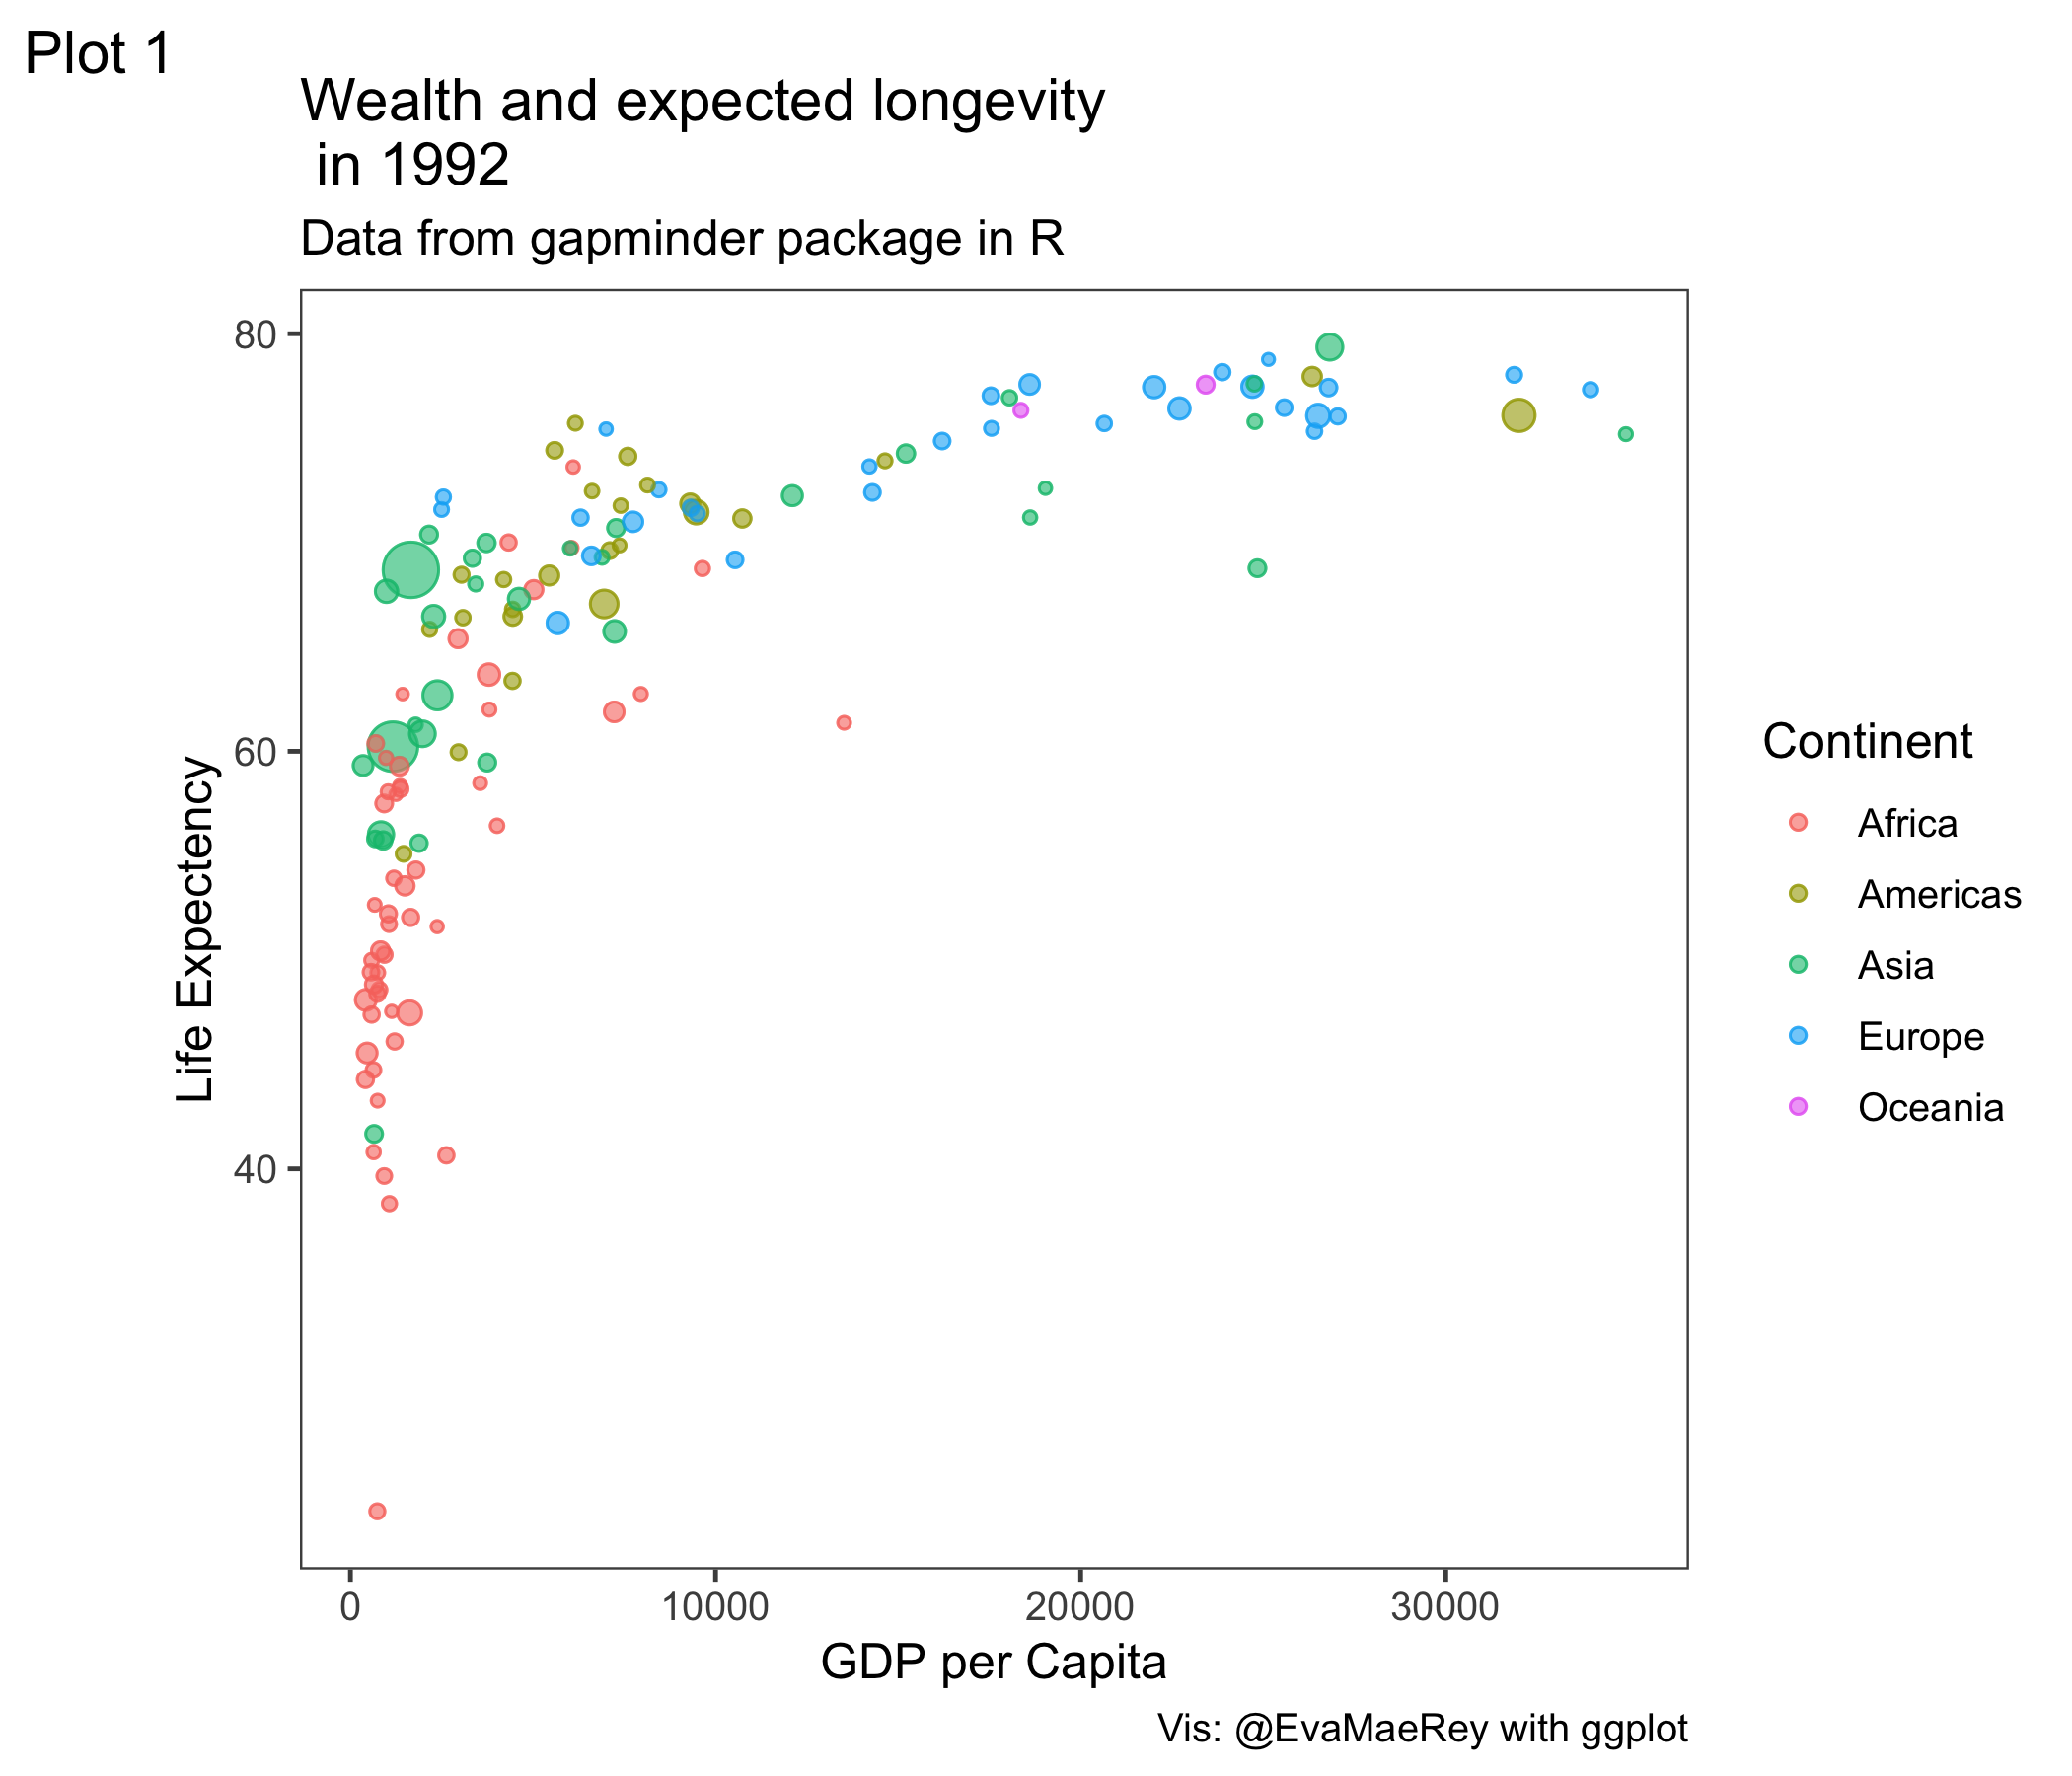 Plot 1
Wealth and expected longevity
in 1992
Data from gapminder package in R
80
60
40
Life Expectency
0 10000 20000 30000
GDP per Capita
Continent
Africa
Americas
Asia
Europe
Oceania
Vis: @EvaMaeRey with ggplot